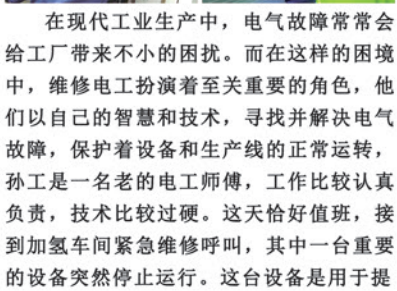 在现代工业生产中，电气故障常常会
给工厂带来不小的困扰。而在这样的困境
中，维修电工扮演着至关重要的角色，他
们以自己的智慧和技术，寻找并解决电气
故障，保护着设备和生产线的正常运转，
孙工是一名老的电工师傅，工作比较认真
负责，技术比较过硬。这天恰好值班，接
到加氢车间紧急维修呼叫，其中一台重要
的设备突然停止运行。这台设备是用于提